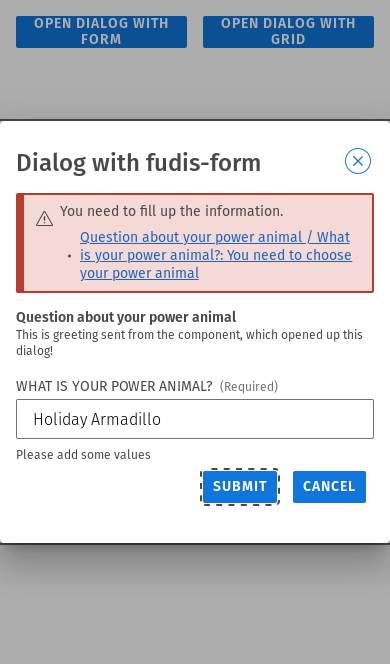 OPEN DIALOG WITH
FORM
OPEN DIALOG WITH
GRID
Dialog with fudis-form
You need to fill up the information.
Question about your power animal / What
is your power animal?: You need to choose
your power animal
Question about your power animal
This is greeting sent from the component, which opened up this
dialog!
WHAT IS YOUR POWER ANIMAL? (Required)
Holiday Armadillo
Please add some values
SUBMIT
CANCEL